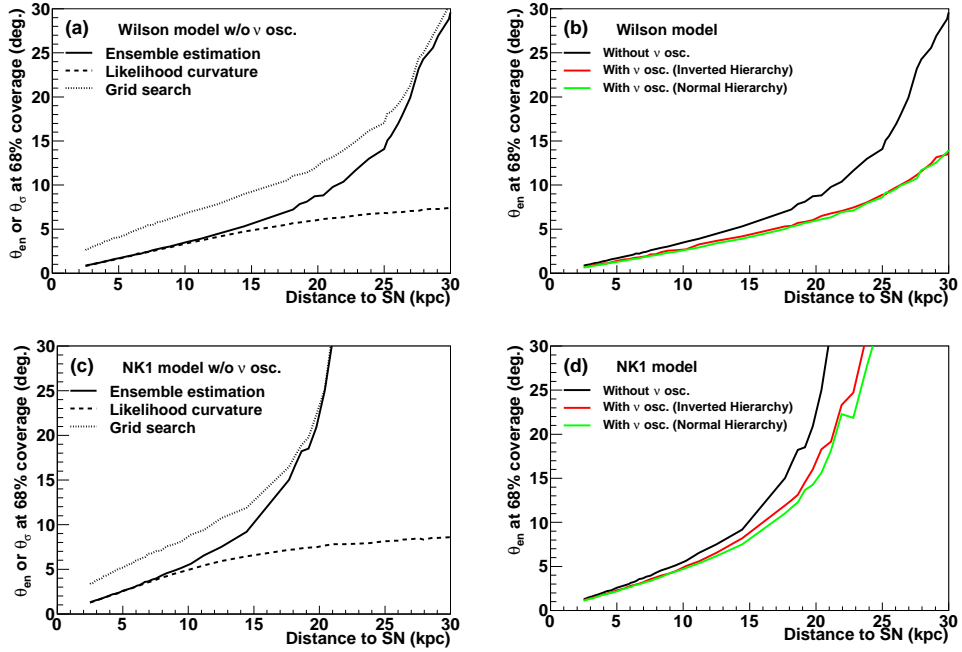 (a) Wilson model w/o ν osc.
Ensemble estimation
Likelihood curvature
Grid search
θen or θσ at 68% coverage (deg.)
30
25
20
15
10
5
0
0 5 10 15 20 25 30
Distance to SN (kpc)
(b) Wilson model
Without ν osc.
With ν osc. (Inverted Hierarchy)
With ν osc. (Normal Hierarchy)
θen at 68% coverage (deg.)
30
25
20
15
10
5
0
0 5 10 15 20 25 30
Distance to SN (kpc)
(c) NK1 model w/o ν osc.
Ensemble estimation
Likelihood curvature
Grid search
θen or θσ at 68% coverage (deg.)
30
25
20
15
10
5
0
0 5 10 15 20 25 30
Distance to SN (kpc)
(d) NK1 model
Without ν osc.
With ν osc. (Inverted Hierarchy)
With ν osc. (Normal Hierarchy)
θen at 68% coverage (deg.)
30
25
20
15
10
5
0
0 5 10 15 20 25 30
Distance to SN (kpc)